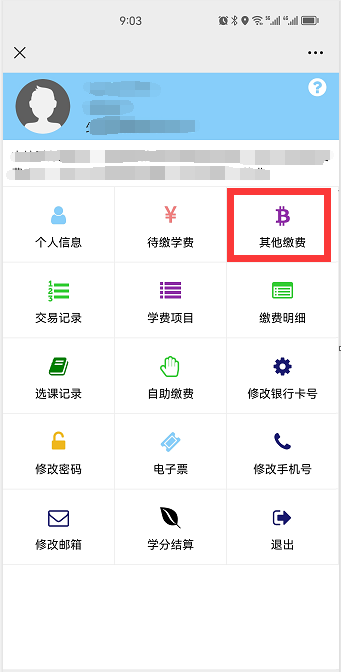 9:03
个人信息
待缴学费
其他缴费
交易记录
学费项目
缴费明细
选课记录
自助缴费
修改银行卡号
修改密码
电子票
修改手机号
修改邮箱
学分结算
退出